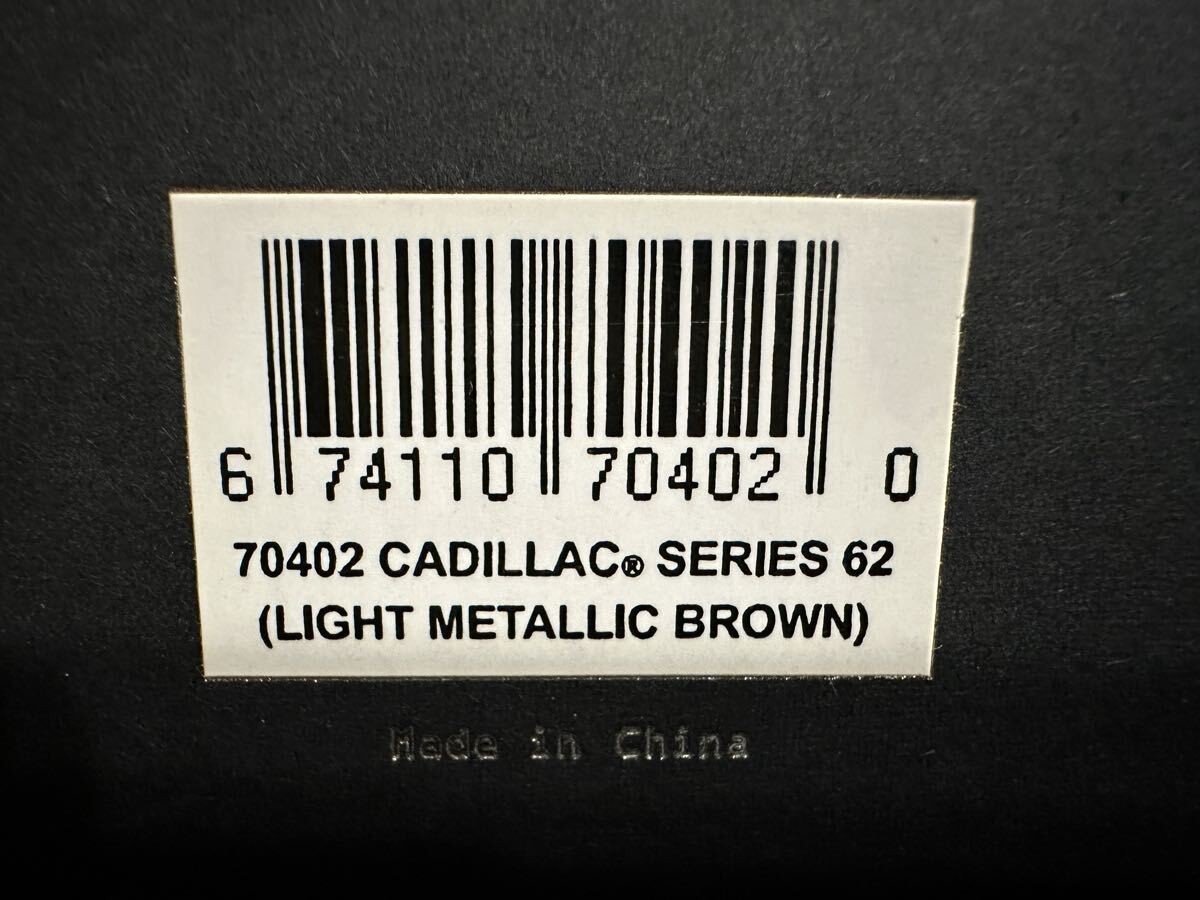 6 74110 70402 0
70402 CADILLAC® SERIES 62
(LIGHT METALLIC BROWN)
Made in China